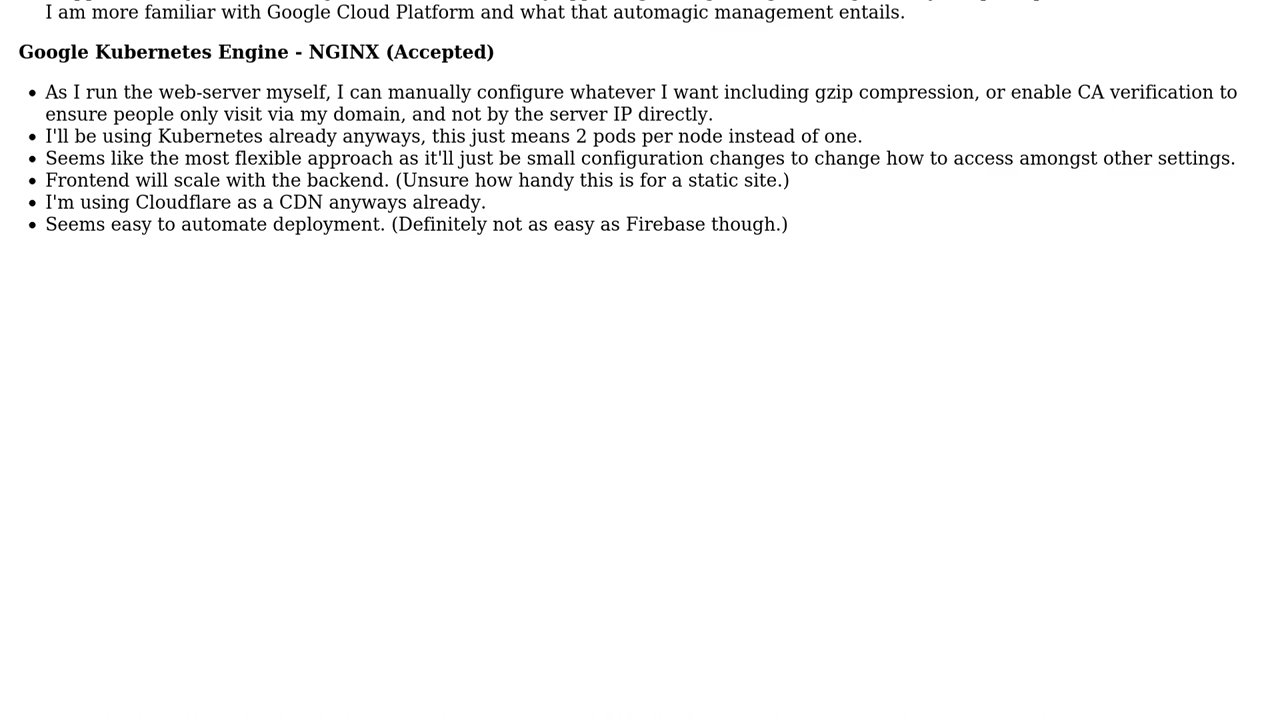 I am more familiar with Google Cloud Platform and what that automagic management entails.
Google Kubernetes Engine - NGINX (Accepted)
• As I run the web-server myself, I can manually configure whatever I want including gzip compression, or enable CA verification to
ensure people only visit via my domain, and not by the server IP directly.
• I'll be using Kubernetes already anyways, this just means 2 pods per node instead of one.
• Seems like the most flexible approach as it'll just be small configuration changes to change how to access amongst other settings.
• Frontend will scale with the backend. (Unsure how handy this is for a static site.)
• I'm using Cloudflare as a CDN anyways already.
• Seems easy to automate deployment. (Definitely not as easy as Firebase though.)